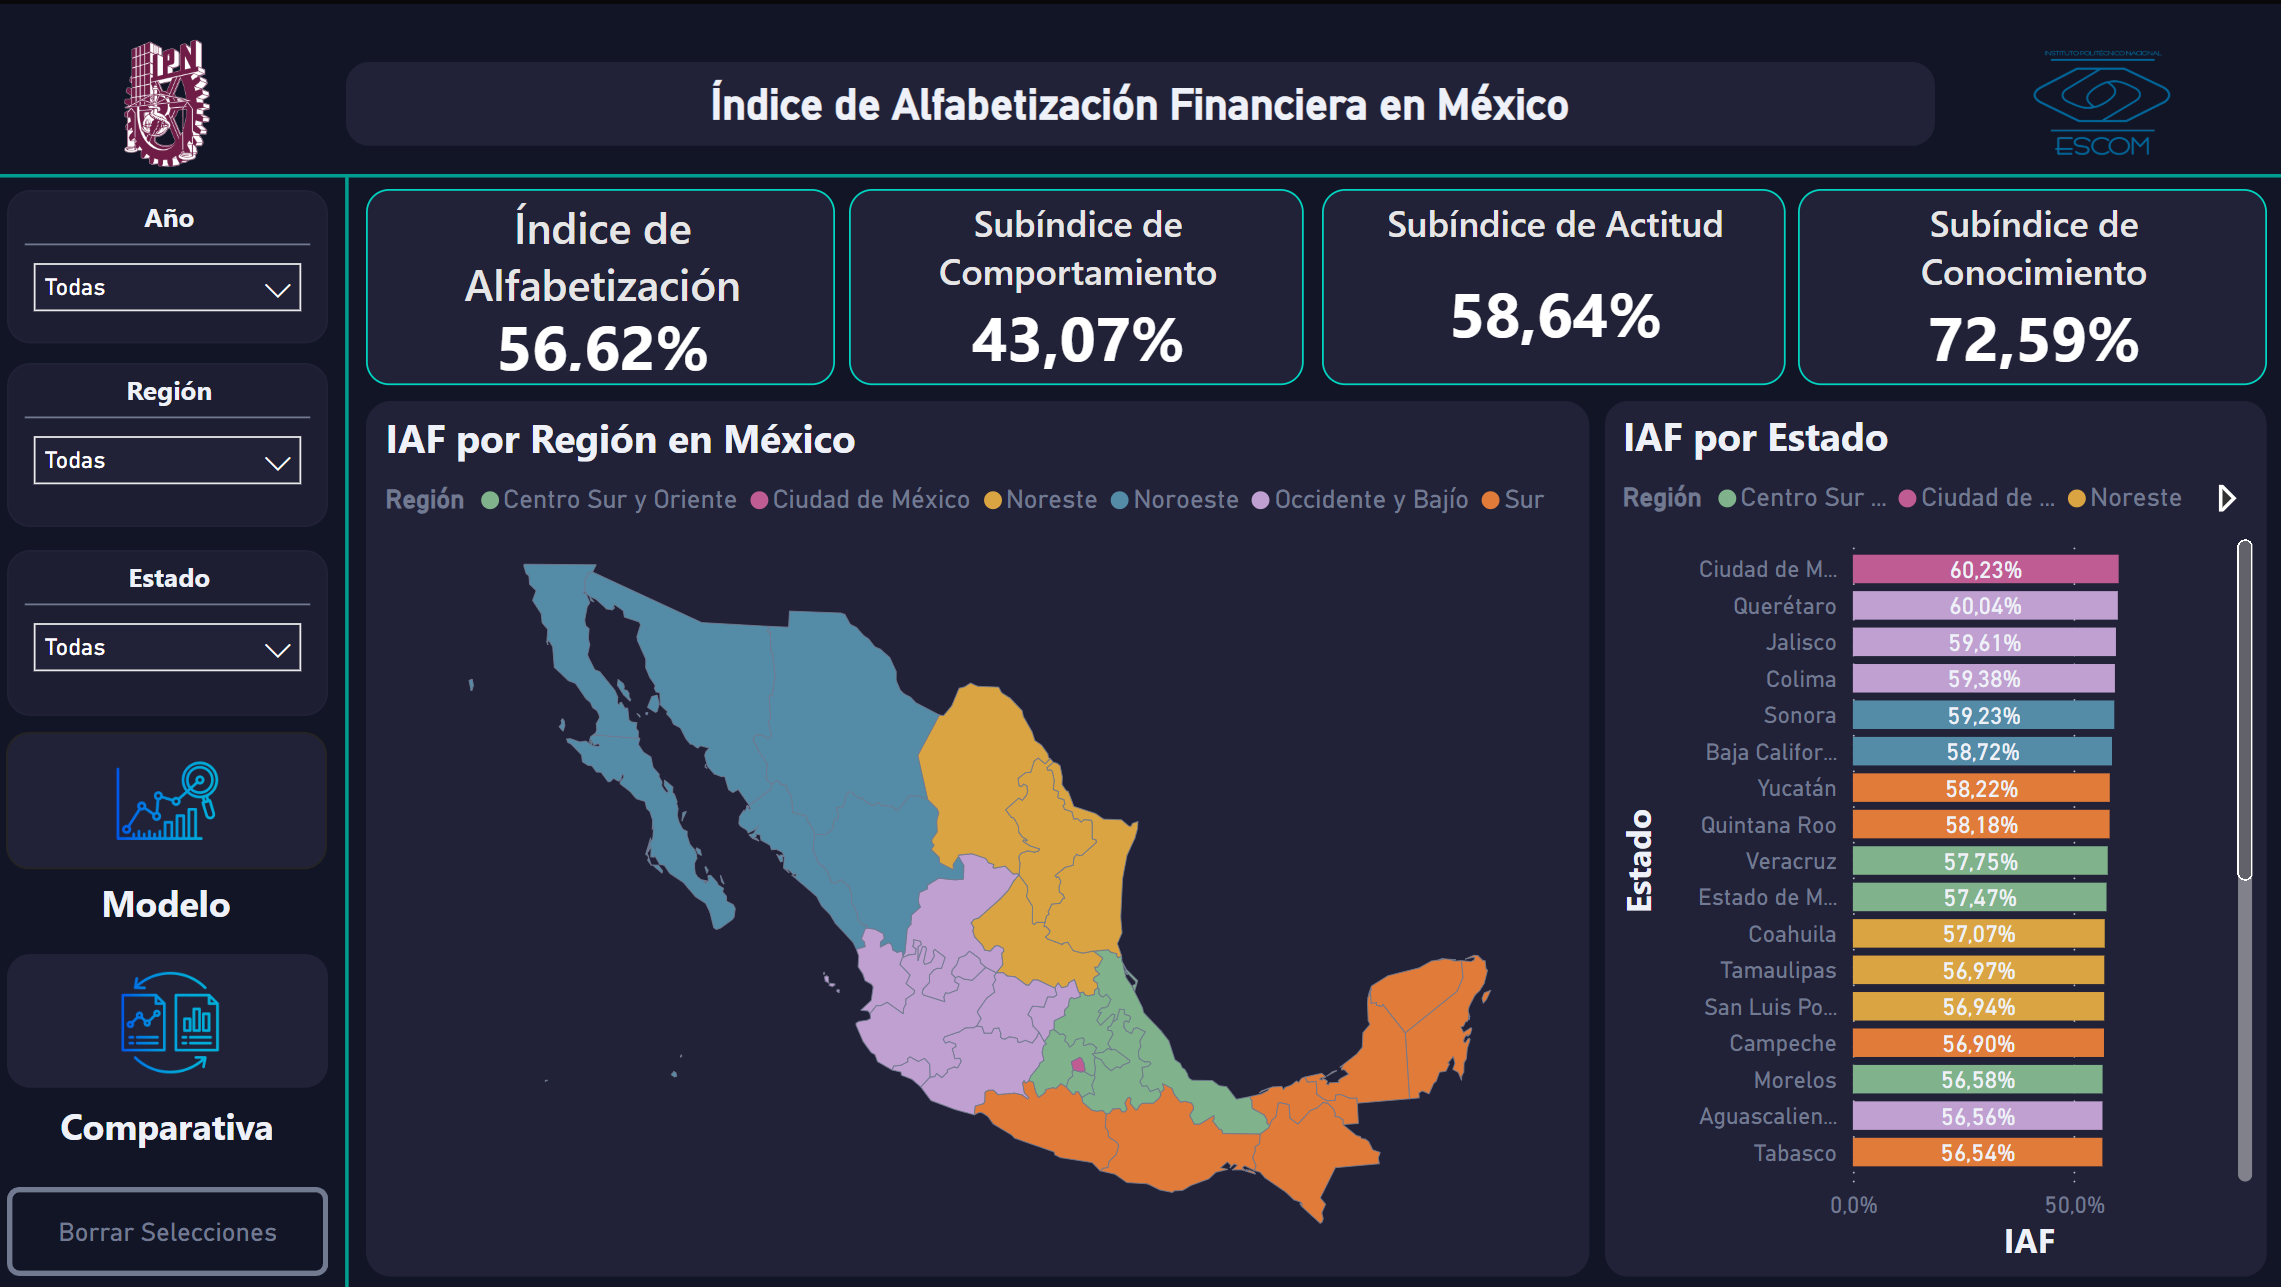 IPN
Índice de Alfabetización Financiera en México
INSTITUTO POLITÉCNICO NACIONAL
ESCOM
Año
Todas
Región
Todas
Estado
Todas
Modelo
Comparativa
Borrar Selecciones
Índice de
Alfabetización
56,62%
Subíndice de
Comportamiento
43,07%
Subíndice de Actitud
58,64%
Subíndice de
Conocimiento
72,59%
IAF por Región en México
Región Centro Sur y Oriente Ciudad de México Noreste Noroeste Occidente y Bajío Sur
IAF por Estado
Región Centro Sur ... Ciudad de ... Noreste
Estado
Ciudad de M... 60,23%
Querétaro 60,04%
Jalisco 59,61%
Colima 59,38%
Sonora 59,23%
Baja Califor... 58,72%
Yucatán 58,22%
Quintana Roo 58,18%
Veracruz 57,75%
Estado de M... 57,47%
Coahuila 57,07%
Tamaulipas 56,97%
San Luis Po... 56,94%
Campeche 56,90%
Morelos 56,58%
Aguascalien... 56,56%
Tabasco 56,54%
0,0% 50,0%
IAF